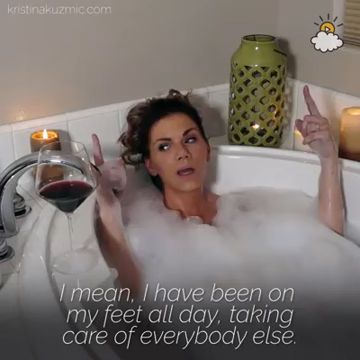 kristinakuzmic.com
I mean, I have been on
my feet all day, taking
care of everybody else.